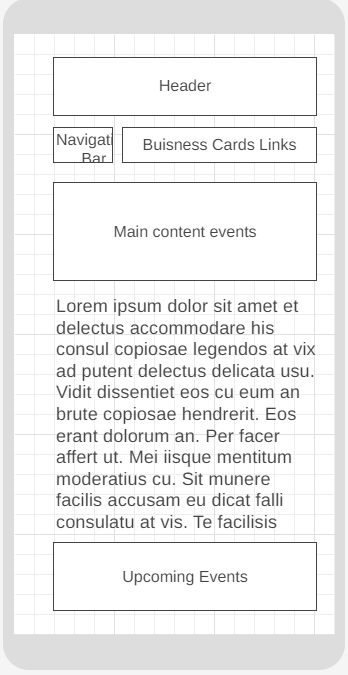 Header
Navigati
Bar
Buisness Cards Links
Main content events
Lorem ipsum dolor sit amet et
delectus accommodare his
consul copiosae legendos at vix
ad putent delectus delicata usu.
Vidit dissentiet eos cu eum an
brute copiosae hendrerit. Eos
erant dolorum an. Per facer
affert ut. Mei iisque mentitum
moderatius cu. Sit munere
facilis accusam eu dicat falli
consulatu at vis. Te facilisis
Upcoming Events